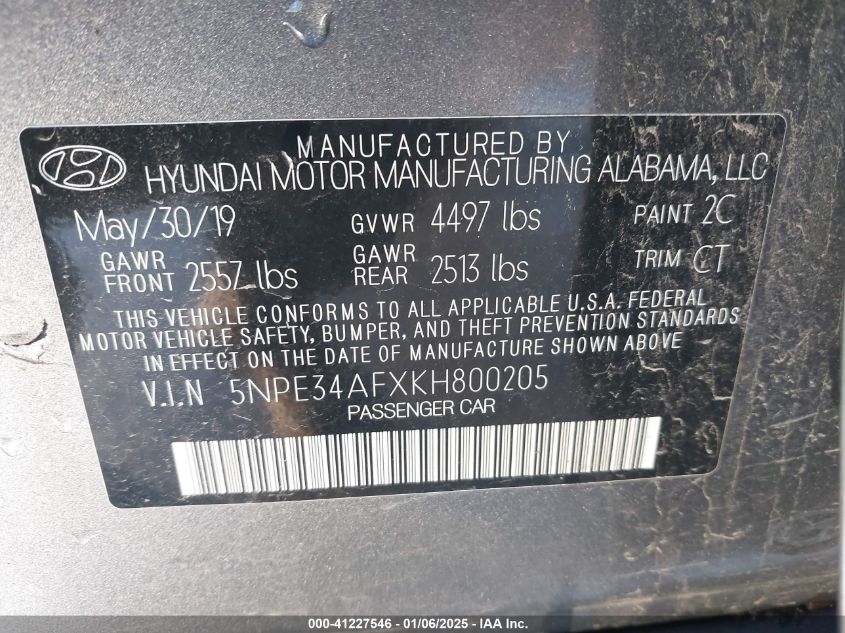 MANUFACTURED BY
HYUNDAI MOTOR MANUFACTURING ALABAMA, LLC
May/30/19 GVWR 4497 lbs PAINT 2C
GAWR FRONT 2557 lbs GAWR REAR 2513 lbs TRIM CT
THIS VEHICLE CONFORMS TO ALL APPLICABLE U.S.A. FEDERAL
MOTOR VEHICLE SAFETY, BUMPER, AND THEFT PREVENTION STANDARDS
IN EFFECT ON THE DATE OF MANUFACTURE SHOWN ABOVE
V.I.N 5NPE34AFXKH800205
PASSENGER CAR
000-41227546 - 01/06/2025 - IAA Inc.